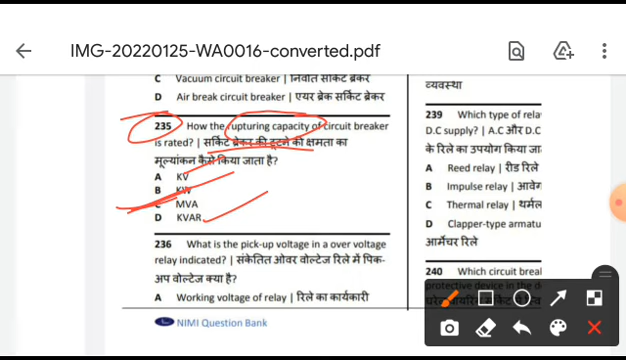 IMG-20220125-WA0016-converted.pdf
C Vacuum circuit breaker | निर्वात सर्किट ब्रेकर
D Air break circuit breaker | एयर ब्रेक सर्किट ब्रेकर
235 How the rupturing capacity of circuit breaker
is rated? | सर्किट ब्रेकर की टूटने की क्षमता का
मूल्यांकन कैसे किया जाता है?
A KV
B KW
C MVA
D KVAR
236 What is the pick-up voltage in a over voltage
relay indicated? | संकेतित ओवर वोल्टेज रिले में पिक-
अप वोल्टेज क्या है?
A Working voltage of relay | रिले का कार्यकारी
NIMI Question Bank
व्यवस्था
239 Which type of rela
D.C supply? | A.C और D.C
के रिले का उपयोग किया जा
A Reed relay | रीड रिले
B Impulse relay | आवेग
C Thermal relay | थर्मल
D Clapper-type armatu
आर्मेचर रिले
240 Which circuit breal
protective device in the d